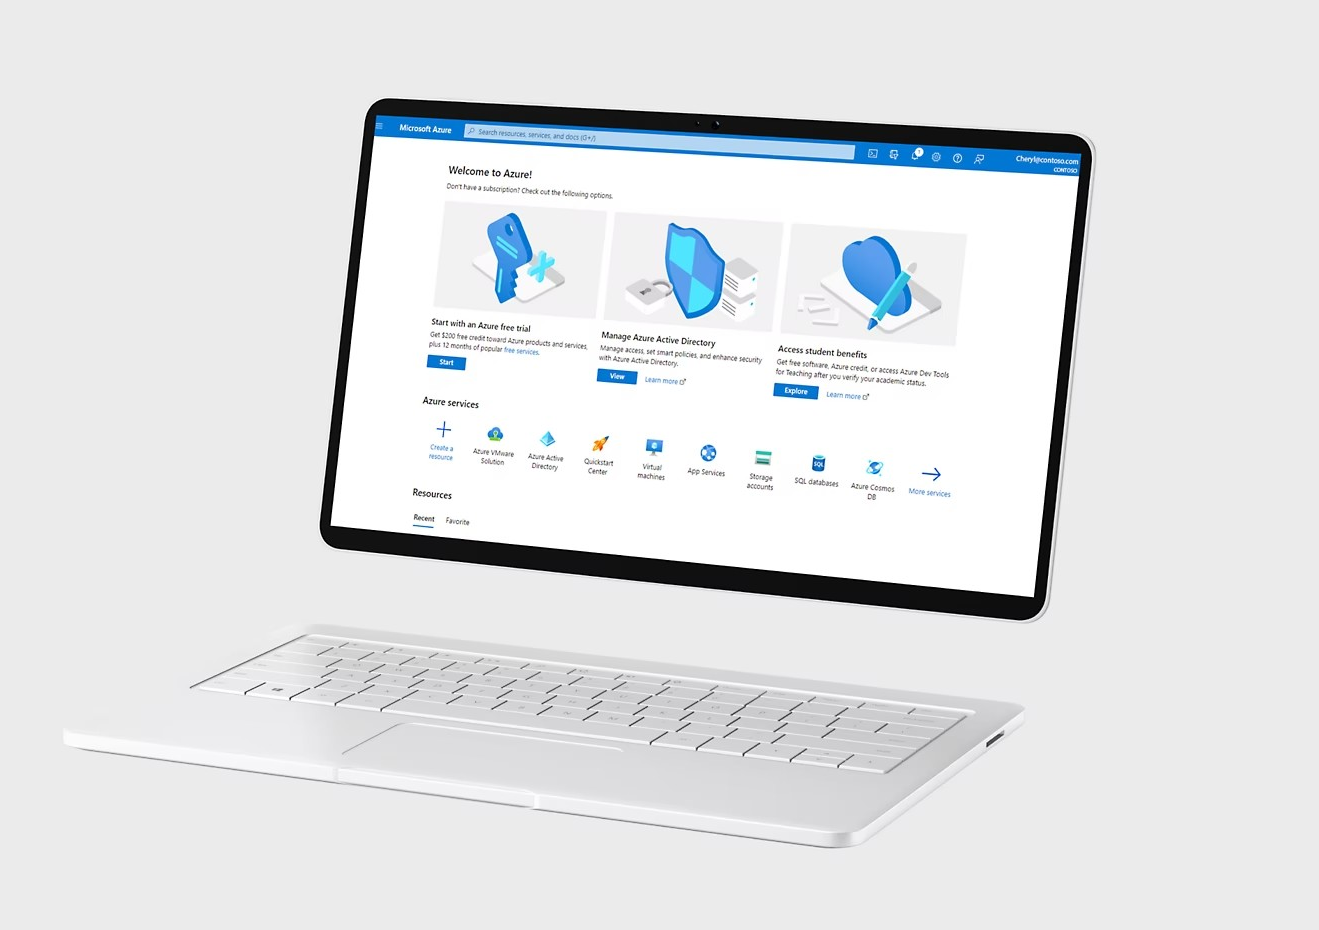 Microsoft Azure
Search resources, services, and docs (G+/)
1
Cheryl@contoso.com
CONTOSO
Welcome to Azure!
Don't have a subscription? Check out the following options.
Start with an Azure free trial
Get $200 free credit toward Azure products and services,
plus 12 months of popular free services.
Start
Manage Azure Active Directory
Manage access, set smart policies, and enhance security
with Azure Active Directory.
View
Learn more
Access student benefits
Get free software, Azure credit, or access Azure Dev Tools
for Teaching after you verify your academic status.
Explore
Learn more
Azure services
Create a
resource
Azure VMware
Solution
Azure Active
Directory
Quickstart
Center
Virtual
machines
App Services
Storage
accounts
SQL
SQL databases
Azure Cosmos
DB
More services
Resources
Recent
Favorite